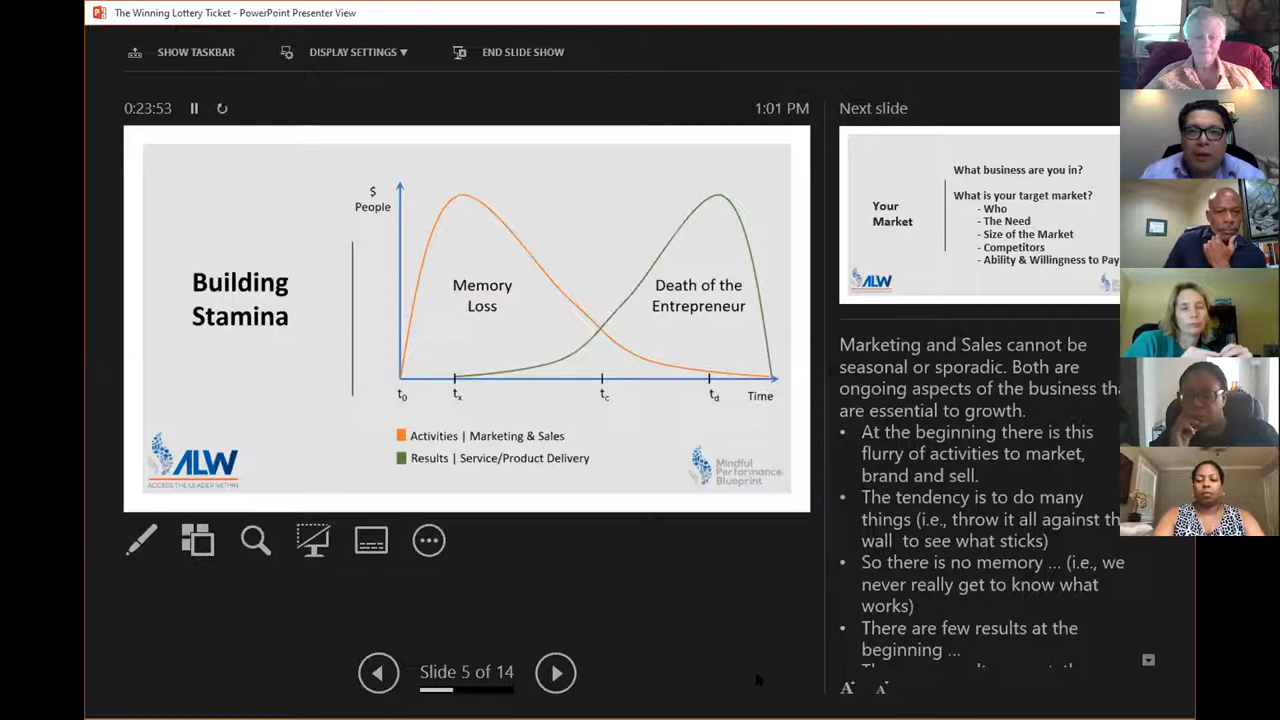 The Winning Lottery Ticket - PowerPoint Presenter View
SHOW TASKBAR
DISPLAY SETTINGS ▼
END SLIDE SHOW
0:23:53
1:01 PM
Next slide
Building
Stamina
$
People
Memory
Loss
Death of the
Entrepreneur
t0
tx
tc
td
Time
Activities | Marketing & Sales
Results | Service/Product Delivery
ALW
ACCESS THE LEADER WITHIN
Mindful
Performance
Blueprint
Your
Market
What business are you in?
What is your target market?
- Who
- The Need
- Size of the Market
- Competitors
- Ability & Willingness to Pay
ALW
Marketing and Sales cannot be
seasonal or sporadic. Both are
ongoing aspects of the business tha
are essential to growth.
• At the beginning there is this
flurry of activities to market,
brand and sell.
• The tendency is to do many
things (i.e., throw it all against th
wall to see what sticks)
• So there is no memory ... (i.e., we
never really get to know what
works)
• There are few results at the
beginning ...
Slide 5 of 14
A A